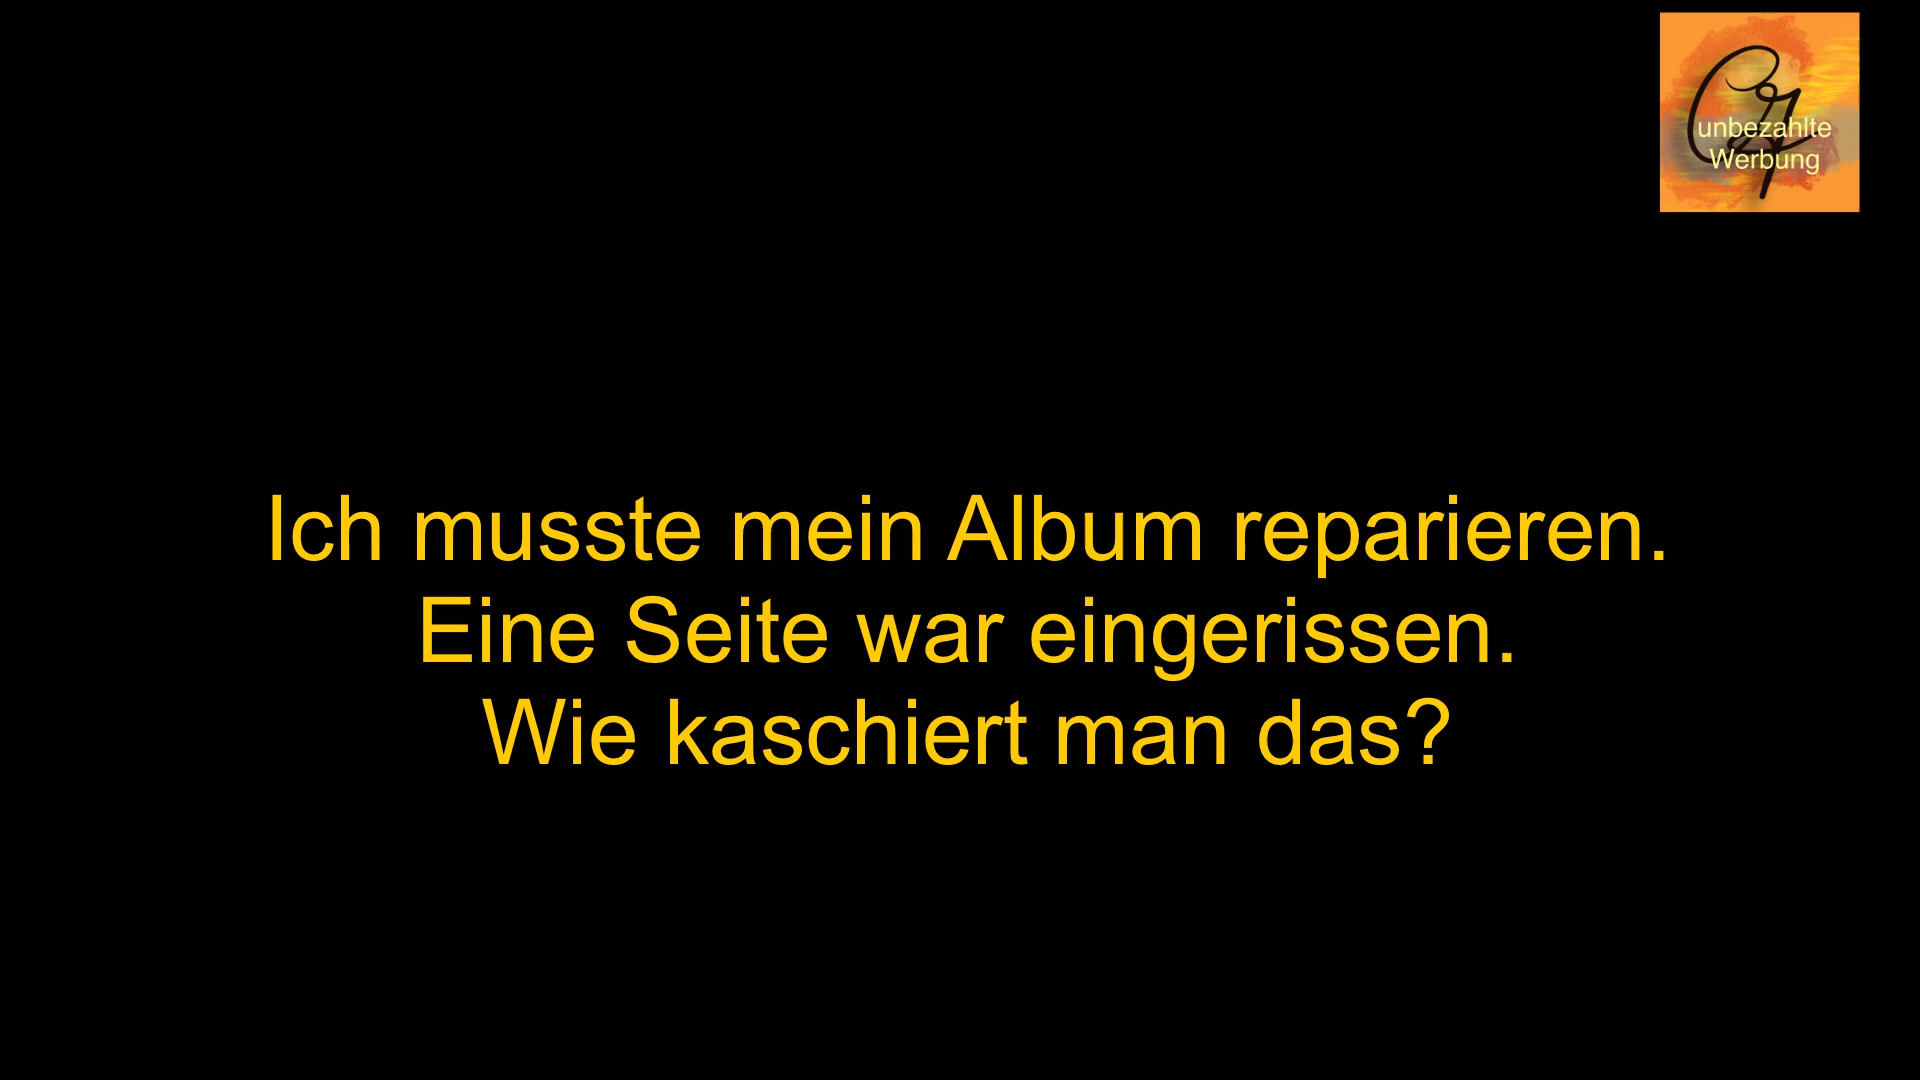 unbezahlte
Werbung
Ich musste mein Album reparieren.
Eine Seite war eingerissen.
Wie kaschiert man das?